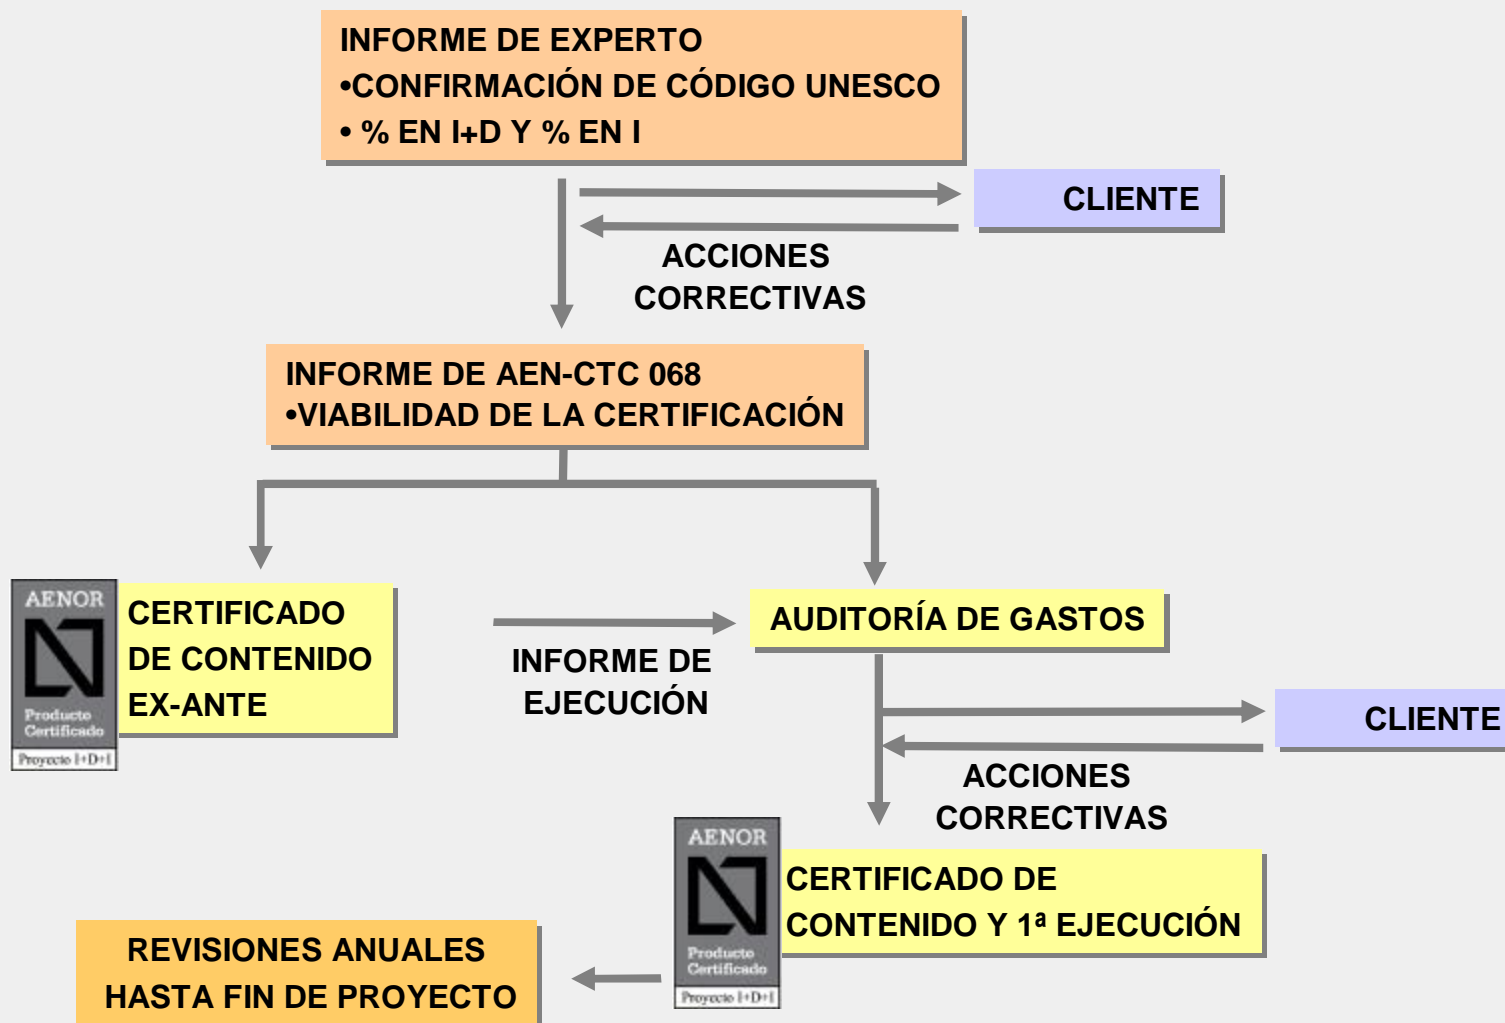 INFORME DE EXPERTO
•CONFIRMACIÓN DE CÓDIGO UNESCO
• % EN I+D Y % EN I
CLIENTE
ACCIONES
CORRECTIVAS
INFORME DE AEN-CTC 068
•VIABILIDAD DE LA CERTIFICACIÓN
AENOR
Producto
Certificado
Proyecto I+D+I
CERTIFICADO
DE CONTENIDO
EX-ANTE
INFORME DE
EJECUCIÓN
AUDITORÍA DE GASTOS
CLIENTE
ACCIONES
CORRECTIVAS
AENOR
Producto
Certificado
Proyecto I+D+I
CERTIFICADO DE
CONTENIDO Y 1ª EJECUCIÓN
REVISIONES ANUALES
HASTA FIN DE PROYECTO